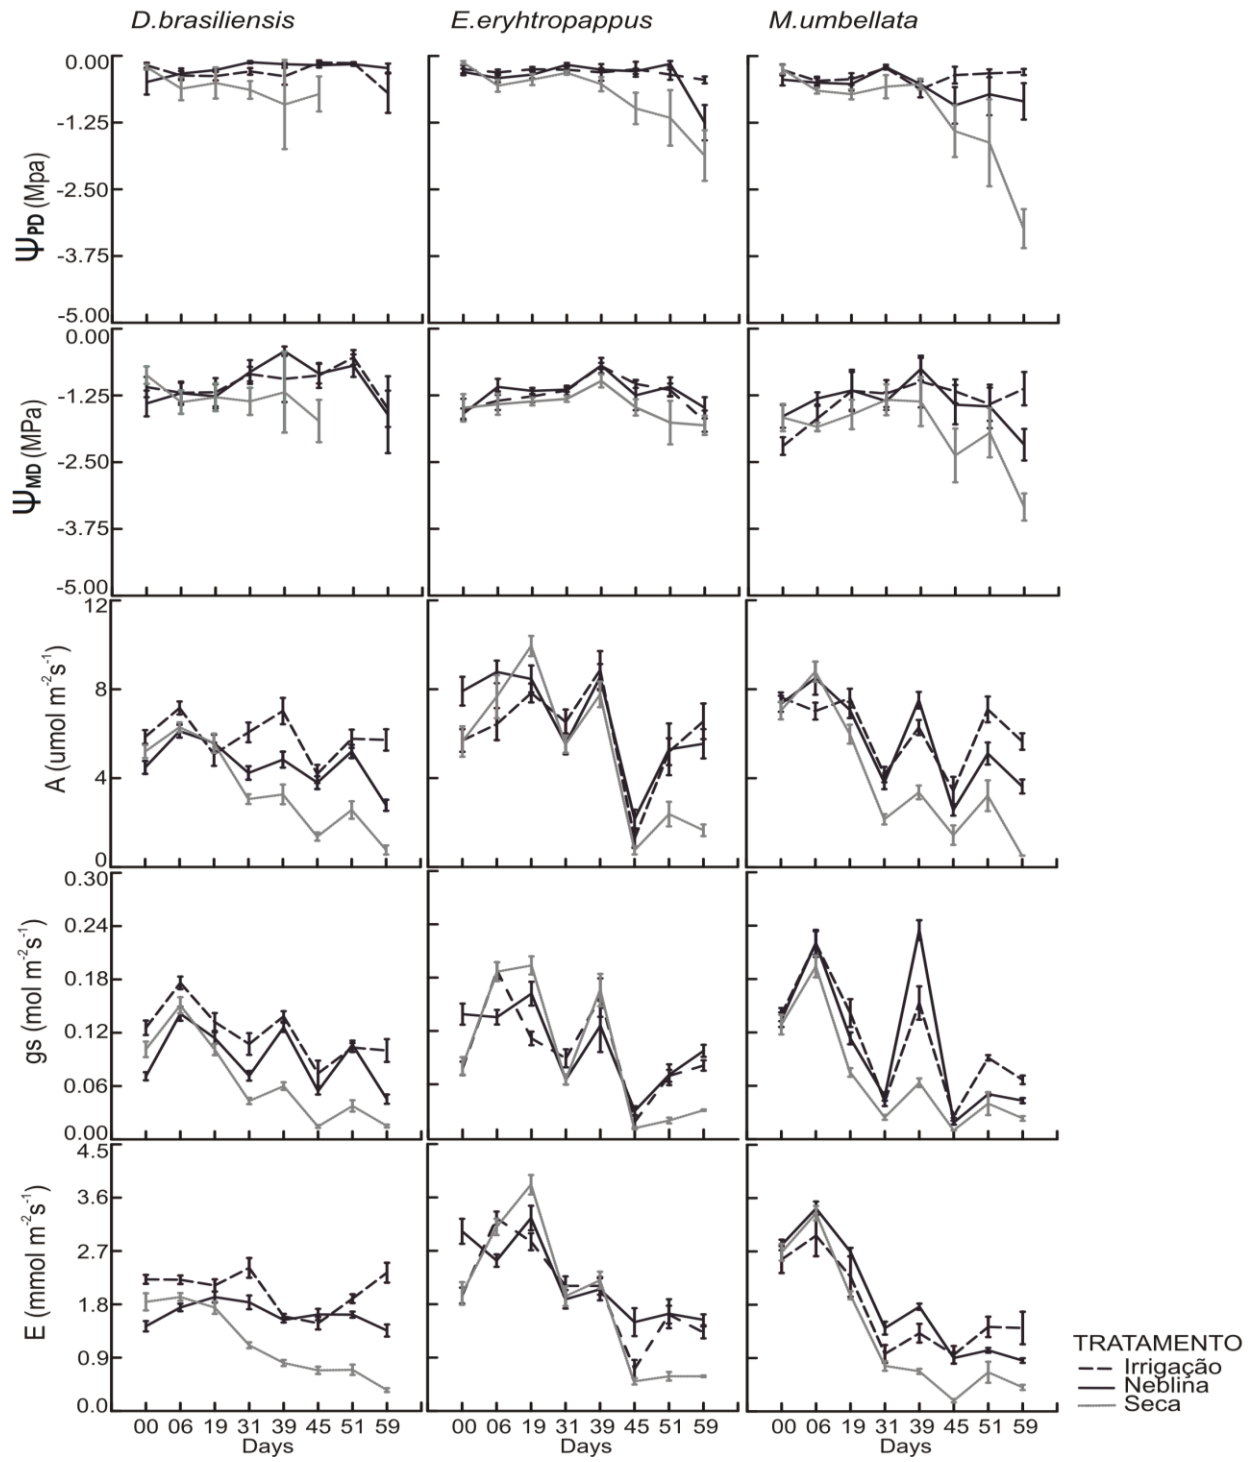 D.brasiliensis E.eryhtropappus M.umbellata
0.00
-1.25
-2.50
-3.75
-5.00
ΨPD (Mpa)
0.00
-1.25
-2.50
-3.75
-5.00
ΨMD (MPa)
12
8
4
0
A (umol m-2s-1)
0.30
0.24
0.18
0.12
0.06
0.00
gs (mol m-2s-1)
4.5
3.6
2.7
1.8
0.9
0.0
E (mmol m-2s-1)
00 06 19 31 39 45 51 59 00 06 19 31 39 45 51 59 00 06 19 31 39 45 51 59
Days Days Days
TRATAMENTO
Irrigação
Neblina
Seca